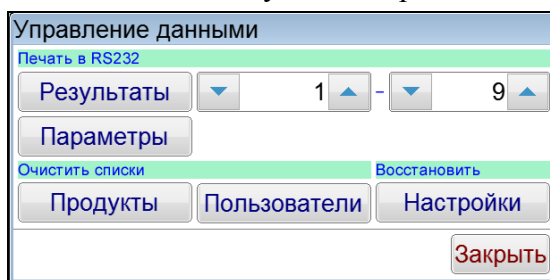 Управление данными
Печать в RS232
Результаты 1 - 9
Параметры
Очистить списки Восстановить
Продукты Пользователи Настройки
Закрыть